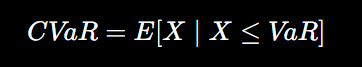 CVaR = E[X | X ≤ VaR]